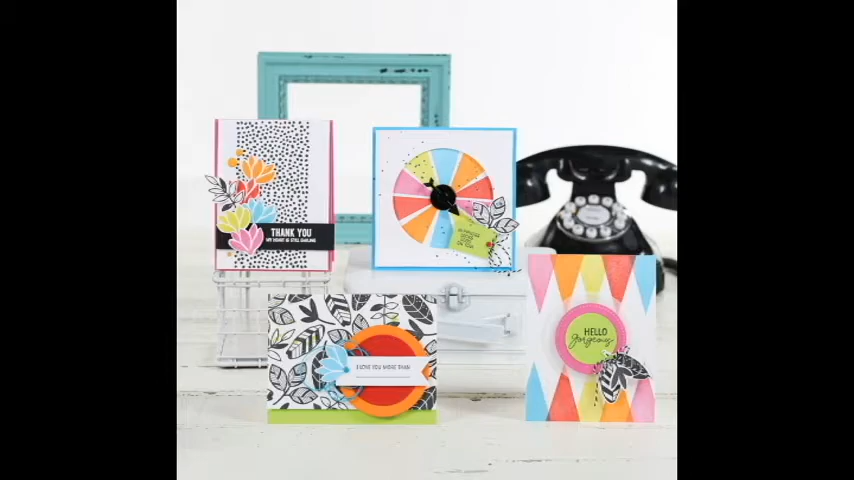 THANK YOU
MY HEART IS STILL SMILING
I LOVE YOU MORE THAN
HELLO
gorgeous